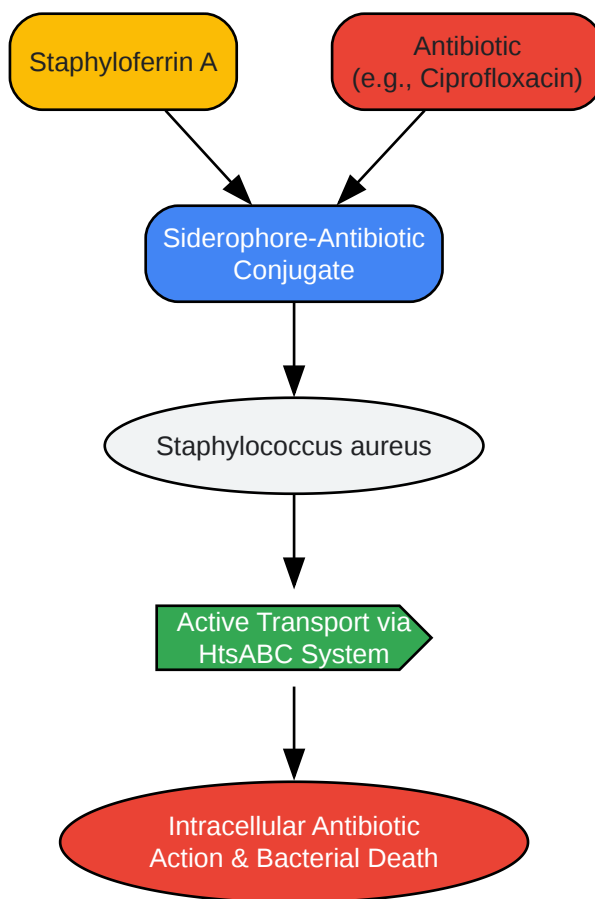 Staphyloferrin A
Antibiotic
(e.g., Ciprofloxacin)
Siderophore-Antibiotic
Conjugate
Staphylococcus aureus
Active Transport via
HtsABC System
Intracellular Antibiotic
Action & Bacterial Death